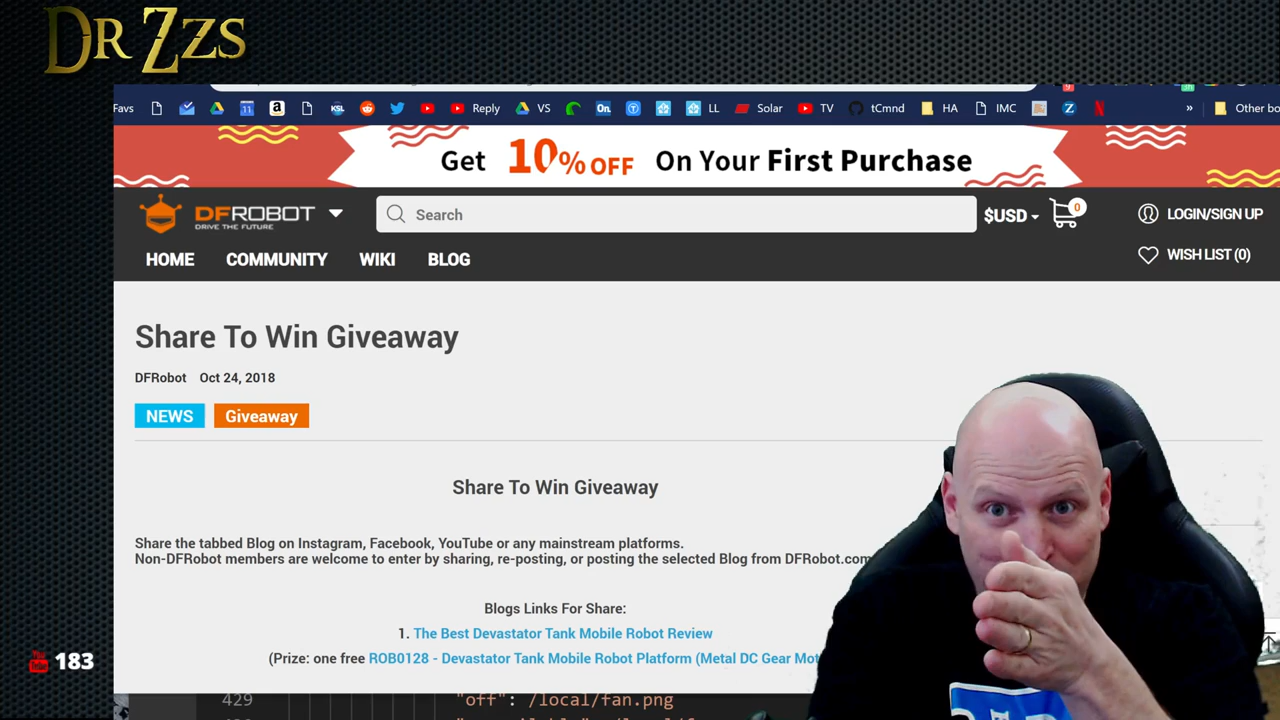 DR ZZS
Favs Reply VS LL Solar TV tCmnd HA IMC » Other bo
Get 10% OFF On Your First Purchase
DFROBOT
DRIVE THE FUTURE
Search
$USD
0
LOGIN/SIGN UP
HOME COMMUNITY WIKI BLOG
WISH LIST (0)
Share To Win Giveaway
DFRobot Oct 24, 2018
NEWS Giveaway
Share To Win Giveaway
Share the tabbed Blog on Instagram, Facebook, YouTube or any mainstream platforms.
Non-DFRobot members are welcome to enter by sharing, re-posting, or posting the selected Blog from DFRobot.com
Blogs Links For Share:
1. The Best Devastator Tank Mobile Robot Review
(Prize: one free ROB0128 - Devastator Tank Mobile Robot Platform (Metal DC Gear Mot
183
429 "off": /local/fan.png